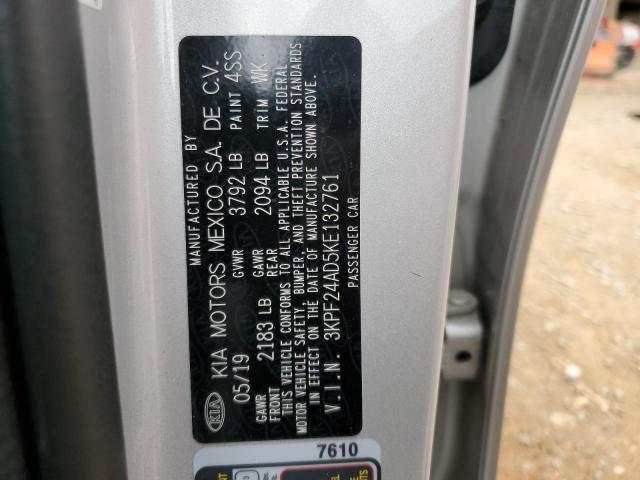 MANUFACTURED BY
KIA KIA MOTORS MEXICO S.A. DE C.V.
05/19 GVWR 3792 LB PAINT 4SS
GAWR FRONT 2183 LB GAWR REAR 2094 LB TRIM WK
THIS VEHICLE CONFORMS TO ALL APPLICABLE U.S.A. FEDERAL
MOTOR VEHICLE SAFETY, BUMPER, AND THEFT PREVENTION STANDARDS
IN EFFECT ON THE DATE OF MANUFACTURE SHOWN ABOVE.
V.I.N. 3KPF24AD5KE132761
PASSENGER CAR
7610